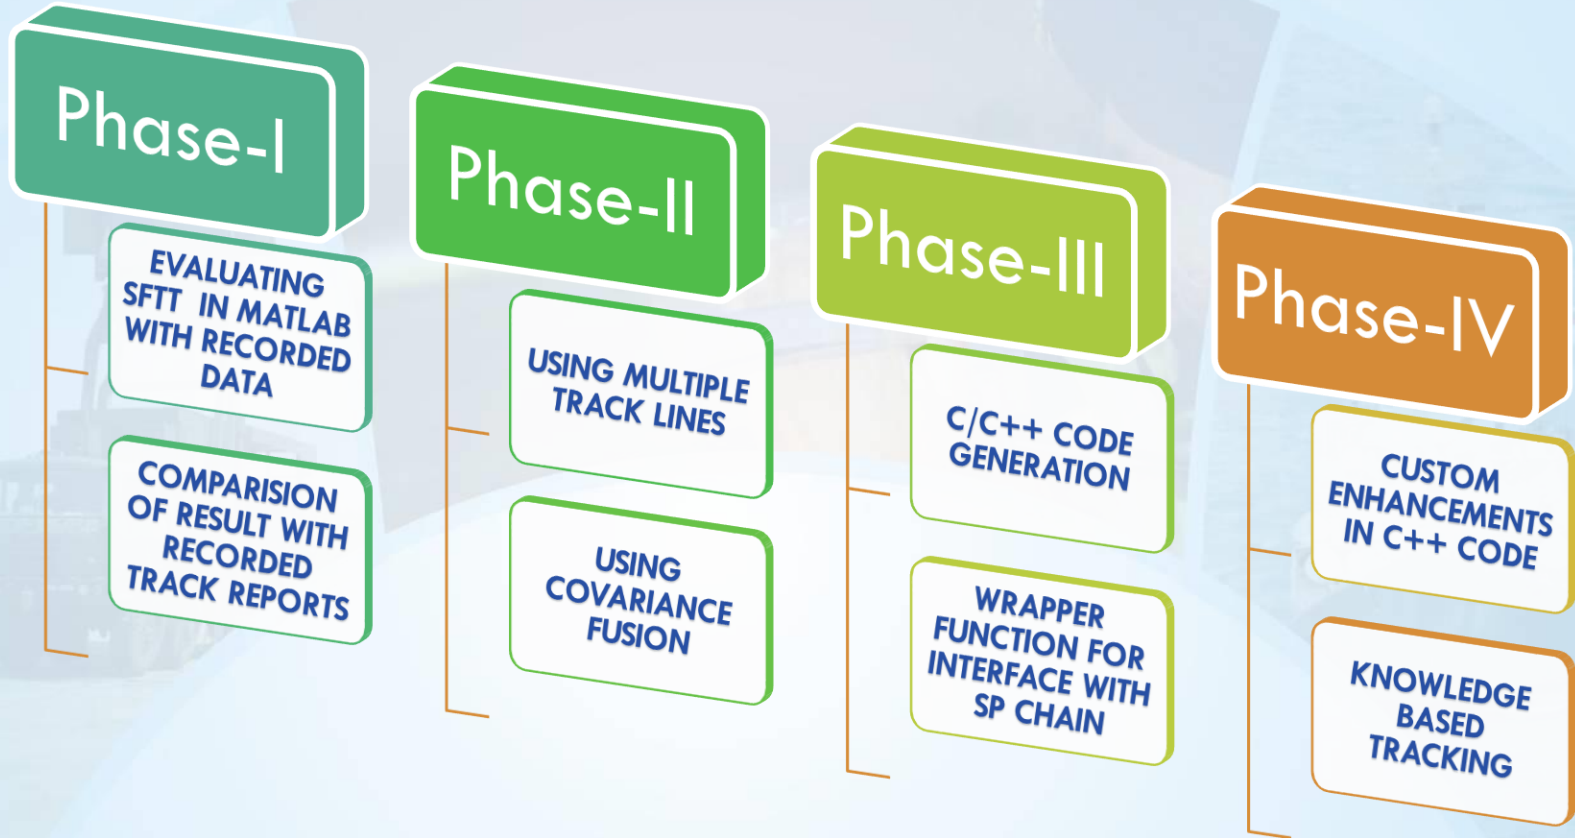 Phase-I
EVALUATING
SFTT IN MATLAB
WITH RECORDED
DATA
COMPARISION
OF RESULT WITH
RECORDED
TRACK REPORTS
Phase-II
USING MULTIPLE
TRACK LINES
USING
COVARIANCE
FUSION
Phase-III
C/C++ CODE
GENERATION
WRAPPER
FUNCTION FOR
INTERFACE WITH
SP CHAIN
Phase-IV
CUSTOM
ENHANCEMENTS
IN C++ CODE
KNOWLEDGE
BASED
TRACKING